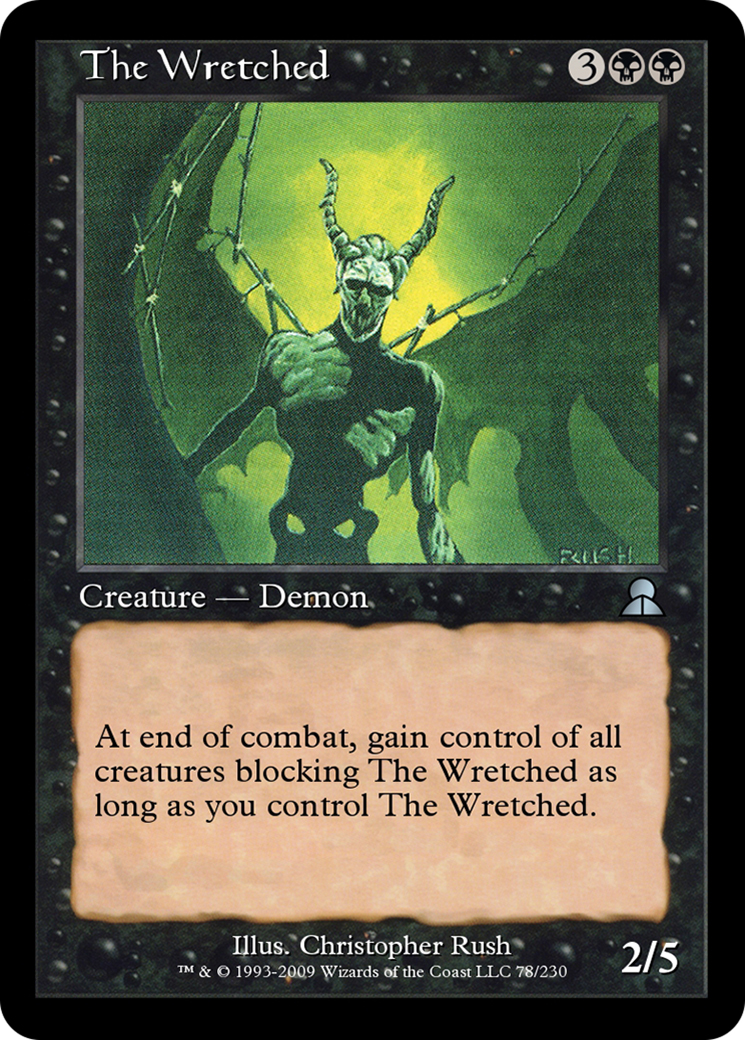 The Wretched 3
RUSH
Creature — Demon
At end of combat, gain control of all
creatures blocking The Wretched as
long as you control The Wretched.
Illus. Christopher Rush
™ & © 1993-2009 Wizards of the Coast LLC 78/230
2/5